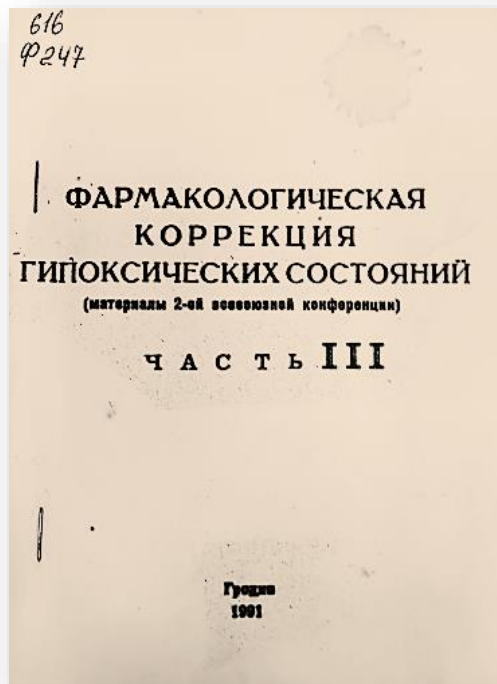 616
Ф247
ФАРМАКОЛОГИЧЕСКАЯ
КОРРЕКЦИЯ
ГИПОКСИЧЕСКИХ СОСТОЯНИЙ
(материалы 2-ой всесоюзной конференции)
ЧАСТЬ III
Гродно
1991